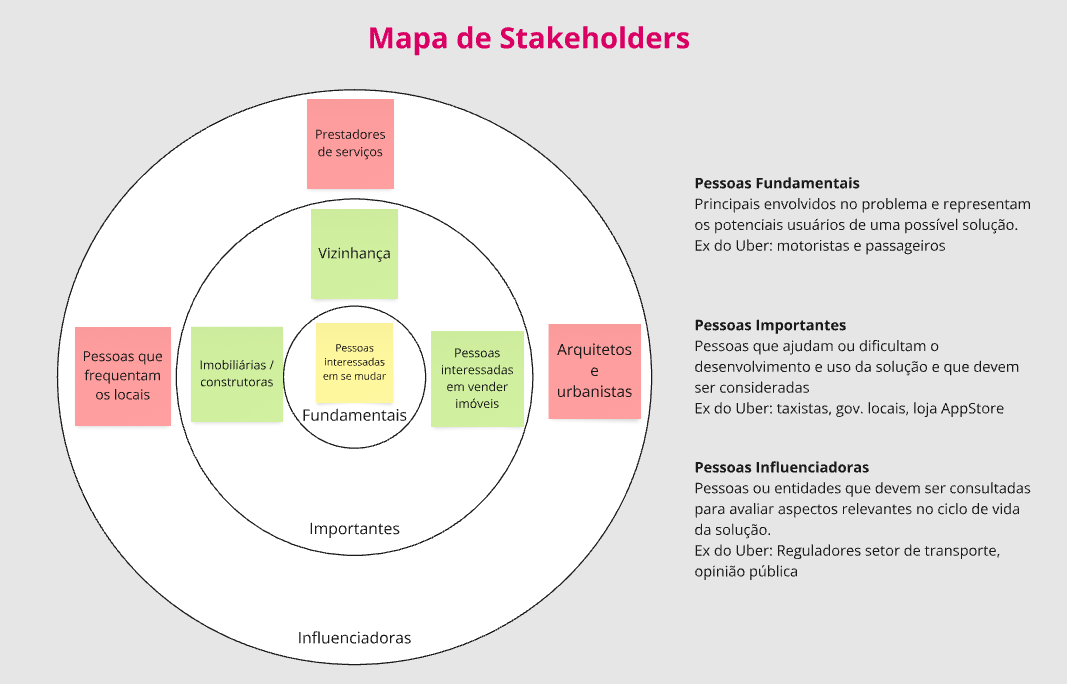 Mapa de Stakeholders
Prestadores
de serviços
Vizinhança
Pessoas que
frequentam
os locais
Imobiliárias /
construtoras
Pessoas
interessadas
em se mudar
Fundamentais
Pessoas
interessadas
em vender
imóveis
Arquitetos
e
urbanistas
Importantes
Influenciadoras
Pessoas Fundamentais
Principais envolvidos no problema e representam
os potenciais usuários de uma possível solução.
Ex do Uber: motoristas e passageiros
Pessoas Importantes
Pessoas que ajudam ou dificultam o
desenvolvimento e uso da solução e que devem
ser consideradas
Ex do Uber: taxistas, gov. locais, loja AppStore
Pessoas Influenciadoras
Pessoas ou entidades que devem ser consultadas
para avaliar aspectos relevantes no ciclo de vida
da solução.
Ex do Uber: Reguladores setor de transporte,
opinião pública